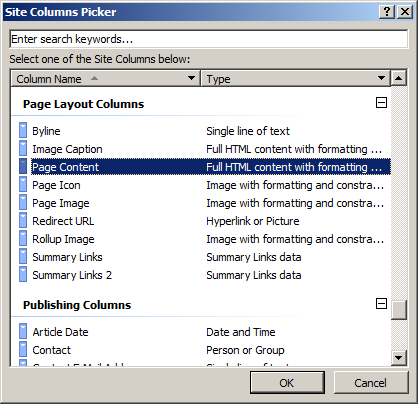 Site Columns Picker
Enter search keywords...
Select one of the Site Columns below:
Column Name Type
Page Layout Columns
Byline Single line of text
Image Caption Full HTML content with formatting ...
Page Content Full HTML content with formatting ...
Page Icon Image with formatting and constra...
Page Image Image with formatting and constra...
Redirect URL Hyperlink or Picture
Rollup Image Image with formatting and constra...
Summary Links Summary Links data
Summary Links 2 Summary Links data
Publishing Columns
Article Date Date and Time
Contact Person or Group
OK Cancel